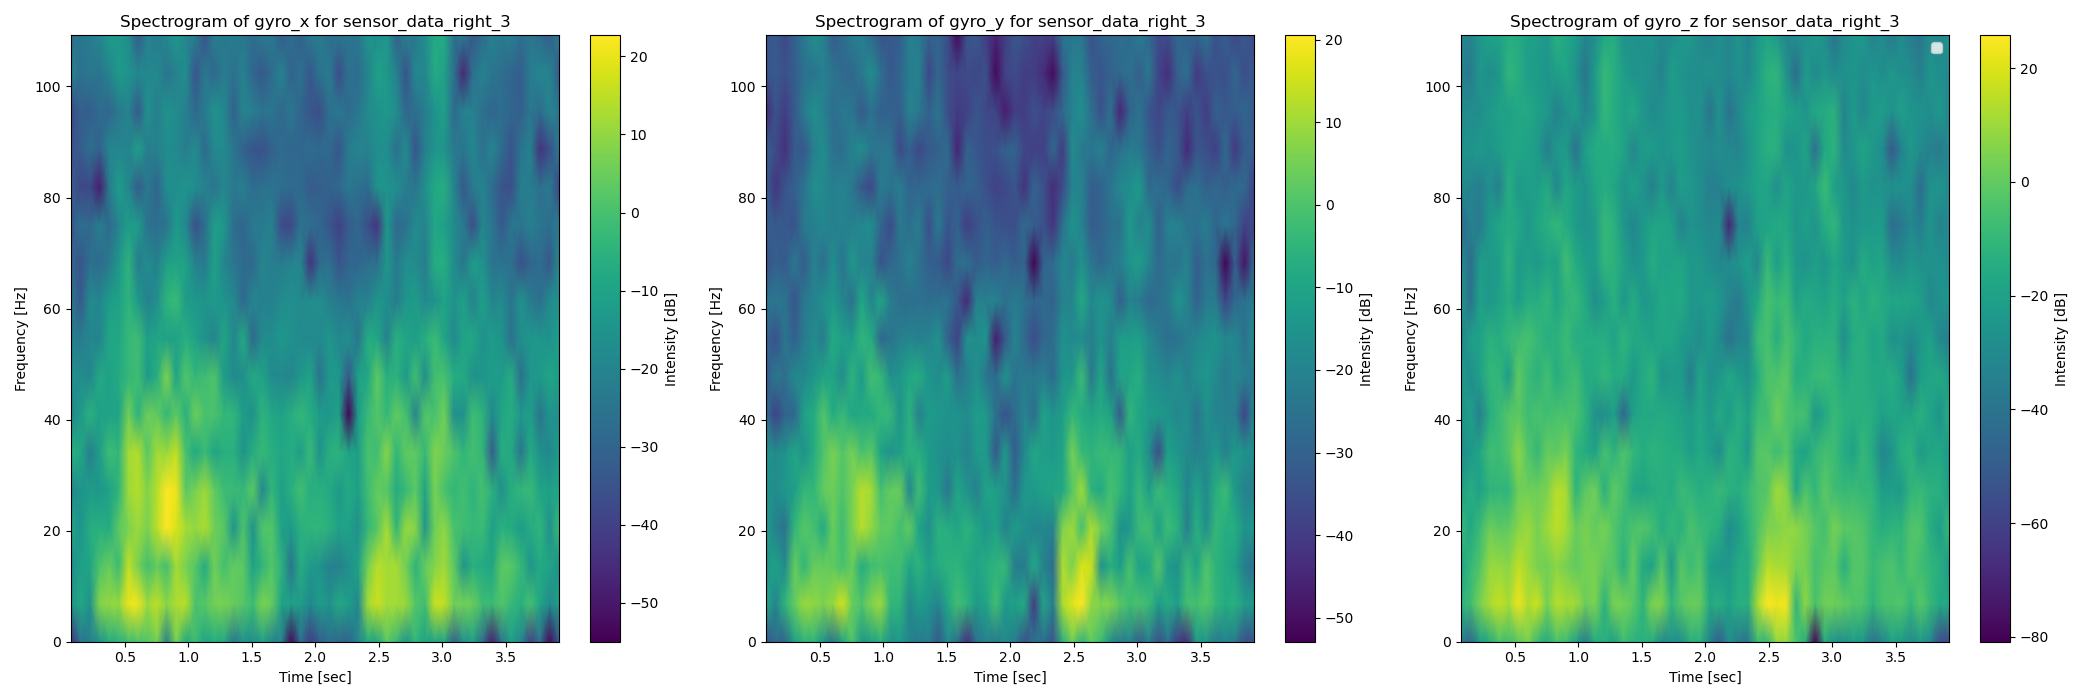 Spectrogram of gyro_x for sensor_data_right_3
Frequency [Hz]
100
80
60
40
20
0
0.5 1.0 1.5 2.0 2.5 3.0 3.5
Time [sec]
20
10
0
−10
−20
−30
−40
−50
Intensity [dB]
Spectrogram of gyro_y for sensor_data_right_3
Frequency [Hz]
100
80
60
40
20
0
0.5 1.0 1.5 2.0 2.5 3.0 3.5
Time [sec]
20
10
0
−10
−20
−30
−40
−50
Intensity [dB]
Spectrogram of gyro_z for sensor_data_right_3
Frequency [Hz]
100
80
60
40
20
0
0.5 1.0 1.5 2.0 2.5 3.0 3.5
Time [sec]
20
0
−20
−40
−60
−80
Intensity [dB]